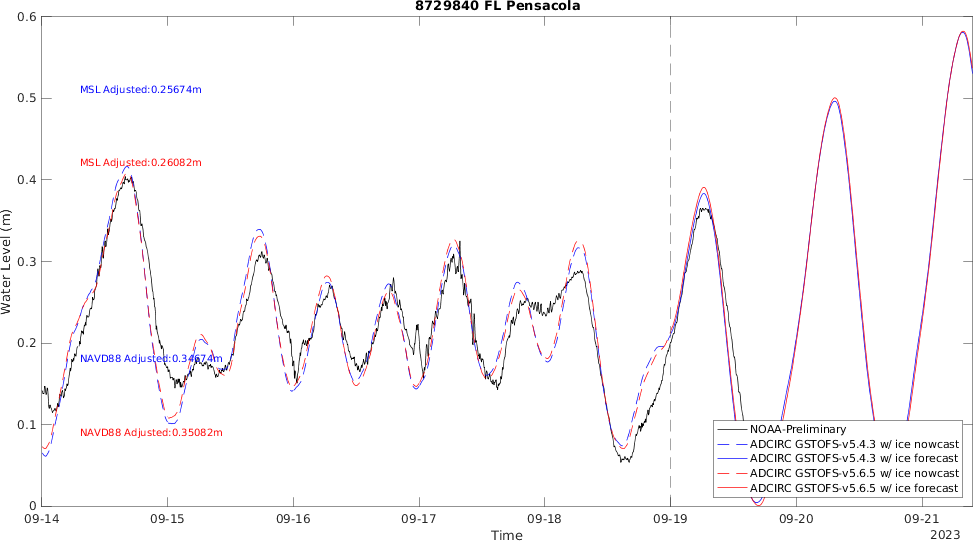 8729840 FL Pensacola
0.6
0.5
0.4
0.3
0.2
0.1
0
Water Level (m)
MSL Adjusted:0.25674m
MSL Adjusted:0.26082m
NAVD88 Adjusted:0.34674m
NAVD88 Adjusted:0.35082m
NOAA-Preliminary
ADCIRC GSTOFS-v5.4.3 w/ ice nowcast
ADCIRC GSTOFS-v5.4.3 w/ ice forecast
ADCIRC GSTOFS-v5.6.5 w/ ice nowcast
ADCIRC GSTOFS-v5.6.5 w/ ice forecast
09-14 09-15 09-16 09-17 09-18 09-19 09-20 09-21
Time
2023